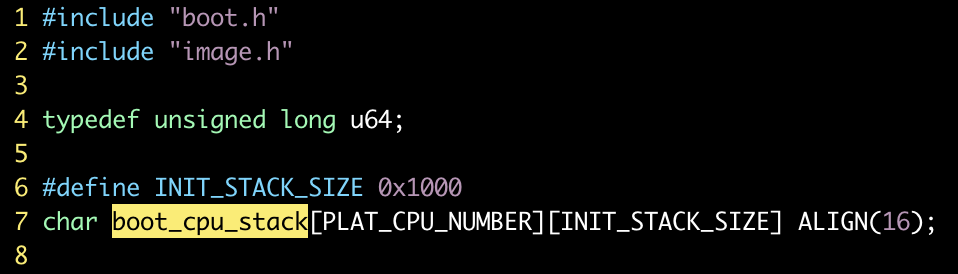 1 #include "boot.h"
2 #include "image.h"
3
4 typedef unsigned long u64;
5
6 #define INIT_STACK_SIZE 0x1000
7 char boot_cpu_stack[PLAT_CPU_NUMBER][INIT_STACK_SIZE] ALIGN(16);
8